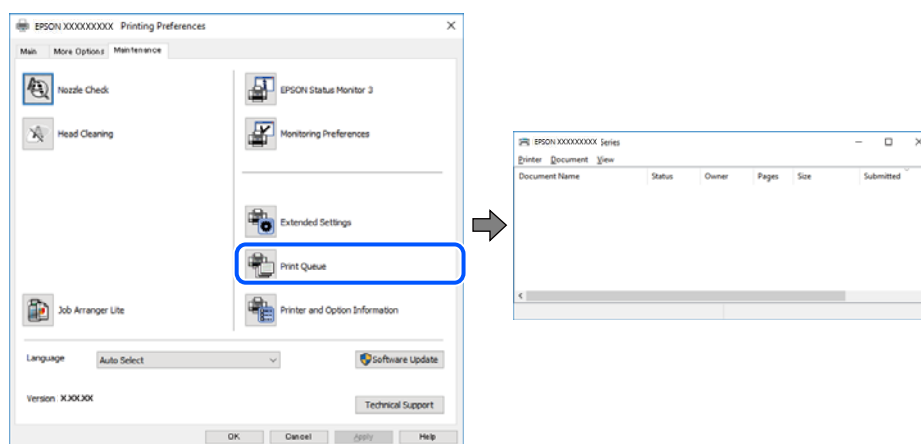 EPSON XXXXXXXXX Printing Preferences
Main More Options Maintenance
Nozzle Check
EPSON Status Monitor 3
Head Cleaning
Monitoring Preferences
Extended Settings
Print Queue
Job Arranger Lite
Printer and Option Information
Language Auto Select Software Update
Version X.XX.XX
Technical Support
OK Cancel Apply Help
EPSON XXXXXXXXX Series
Printer Document View
Document Name Status Owner Pages Size Submitted